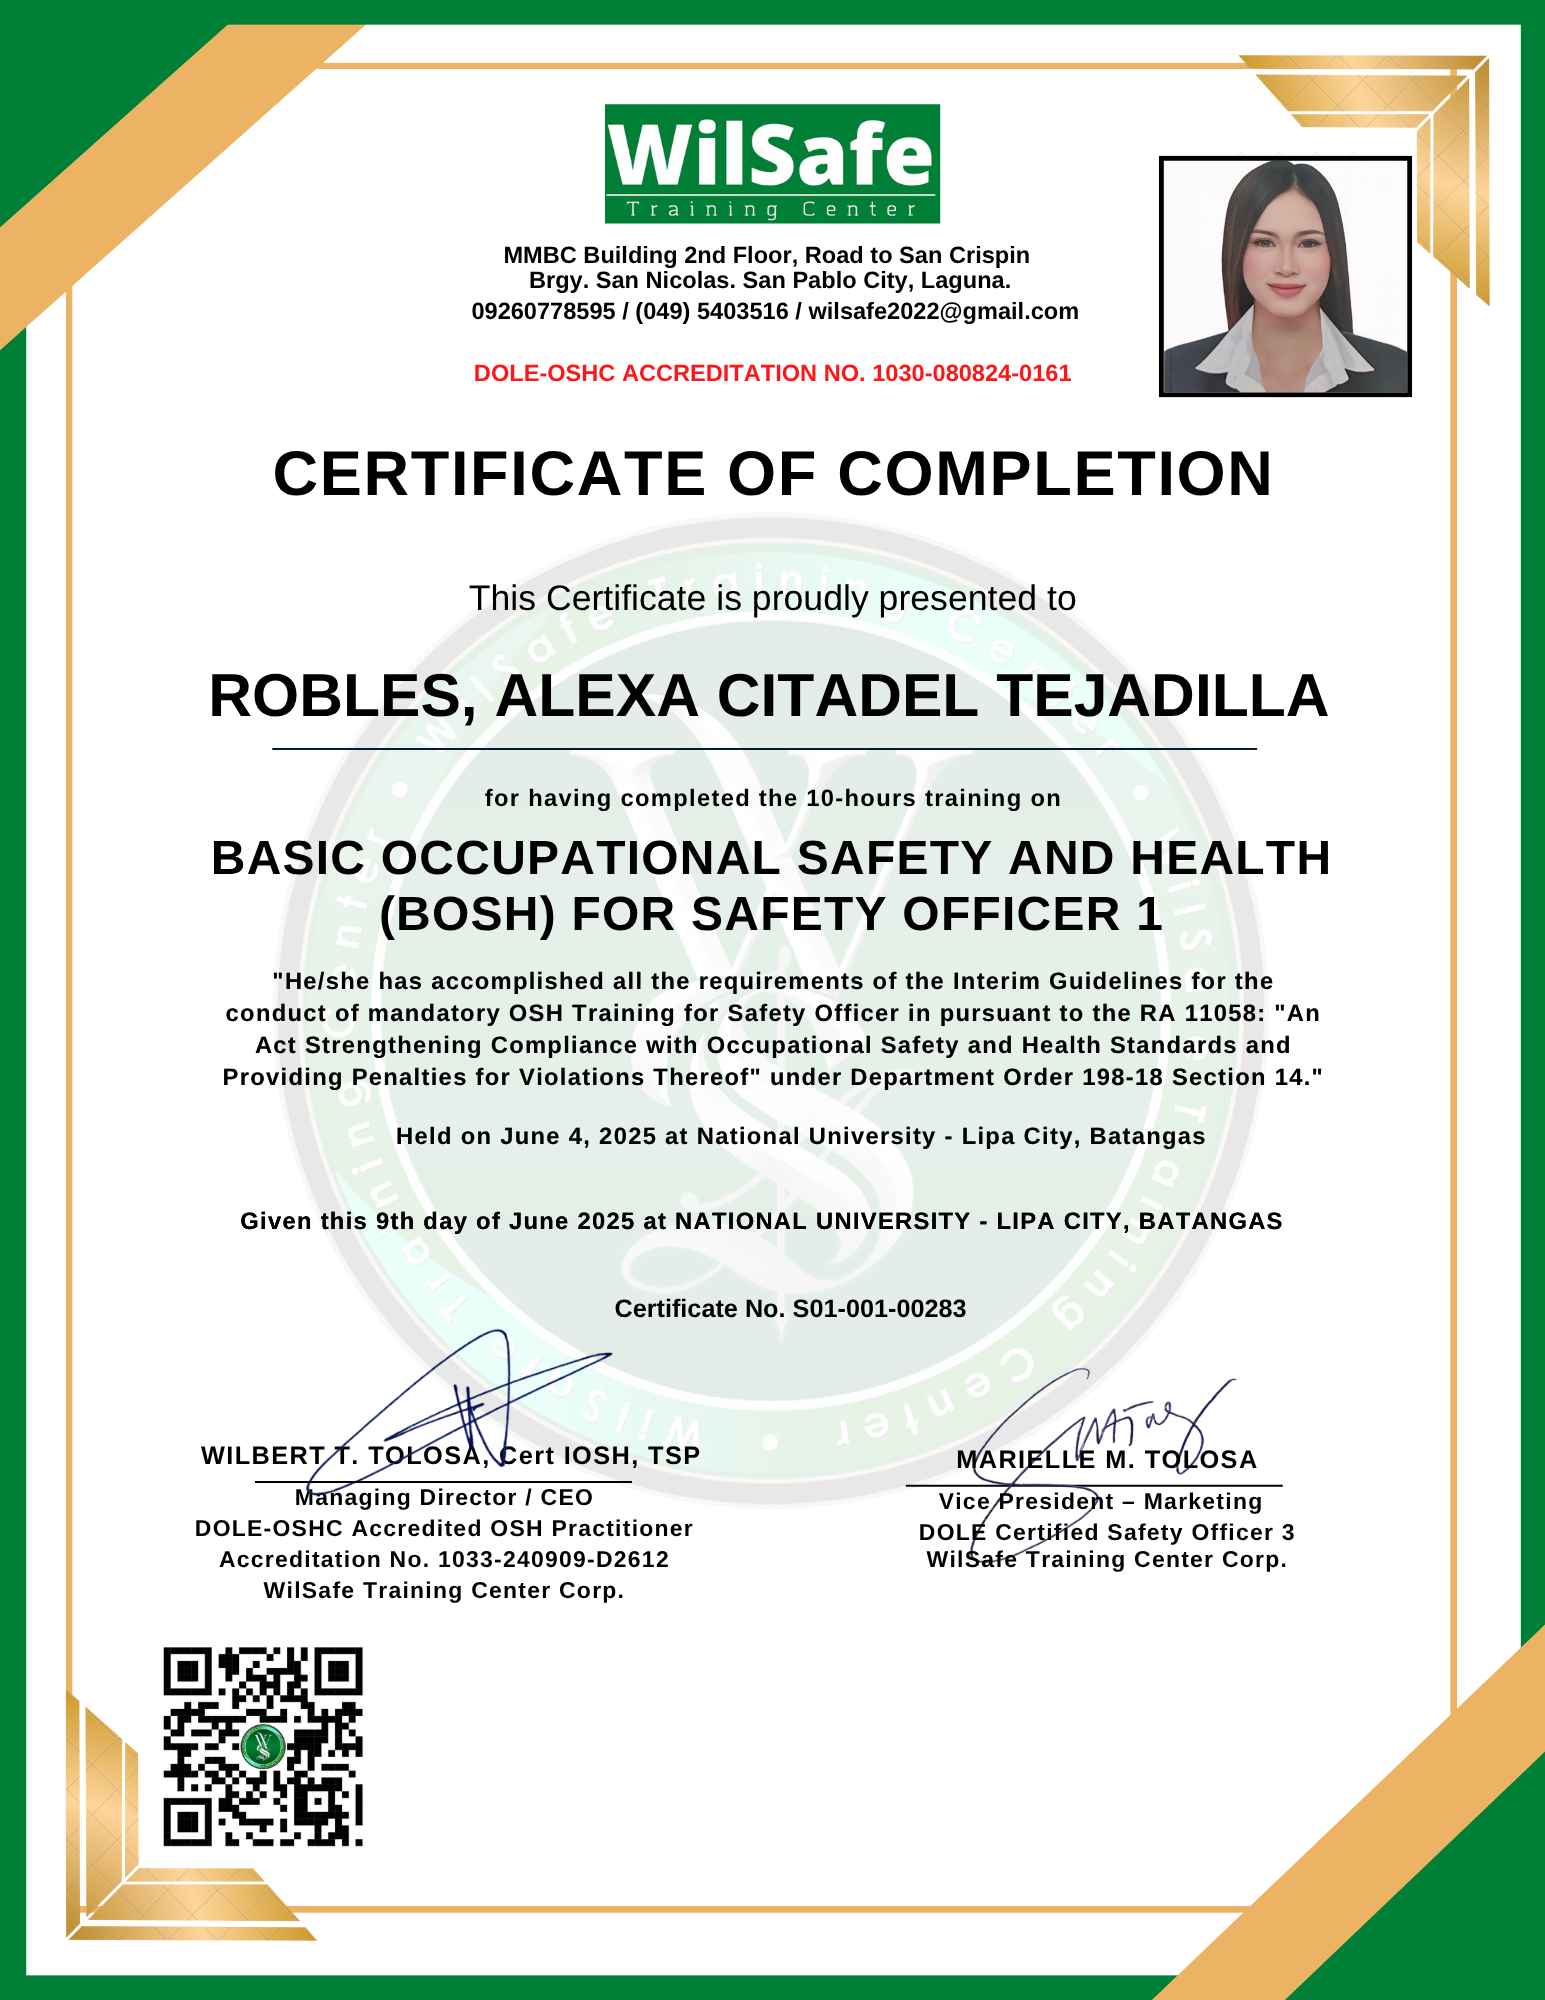 WilSafe
Training Center
MMBC Building 2nd Floor, Road to San Crispin
Brgy. San Nicolas. San Pablo City, Laguna.
09260778595 / (049) 5403516 / wilsafe2022@gmail.com
DOLE-OSHC ACCREDITATION NO. 1030-080824-0161
CERTIFICATE OF COMPLETION
This Certificate is proudly presented to
ROBLES, ALEXA CITADEL TEJADILLA
for having completed the 10-hours training on
BASIC OCCUPATIONAL SAFETY AND HEALTH
(BOSH) FOR SAFETY OFFICER 1
"He/she has accomplished all the requirements of the Interim Guidelines for the
conduct of mandatory OSH Training for Safety Officer in pursuant to the RA 11058: "An
Act Strengthening Compliance with Occupational Safety and Health Standards and
Providing Penalties for Violations Thereof" under Department Order 198-18 Section 14."
Held on June 4, 2025 at National University - Lipa City, Batangas
Given this 9th day of June 2025 at NATIONAL UNIVERSITY - LIPA CITY, BATANGAS
Certificate No. S01-001-00283
WILBERT T. TOLOSA, Cert IOSH, TSP
Managing Director / CEO
DOLE-OSHC Accredited OSH Practitioner
Accreditation No. 1033-240909-D2612
WilSafe Training Center Corp.
MARIELLE M. TOLOSA
Vice President – Marketing
DOLE Certified Safety Officer 3
WilSafe Training Center Corp.
WilSafe Training Center • WilSafe Training Center • WilSafe Training Center •